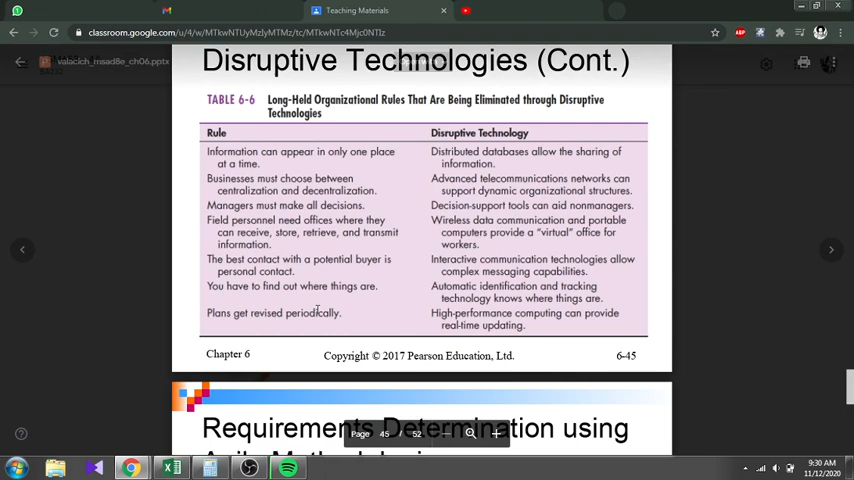 Teaching Materials
classroom.google.com/u/4/w/MTkwNTUyMzIyMTMz/tc/MTkwNTc4Mjc0NTIz
valacich_msad8e_ch06.pptx
Disruptive Technologies (Cont.)
TABLE 6-6 Long-Held Organizational Rules That Are Being Eliminated through Disruptive
Technologies
Rule Disruptive Technology
Information can appear in only one place Distributed databases allow the sharing of
at a time. information.
Businesses must choose between Advanced telecommunications networks can
centralization and decentralization. support dynamic organizational structures.
Managers must make all decisions. Decision-support tools can aid nonmanagers.
Field personnel need offices where they Wireless data communication and portable
can receive, store, retrieve, and transmit computers provide a “virtual” office for
information. workers.
The best contact with a potential buyer is Interactive communication technologies allow
personal contact. complex messaging capabilities.
You have to find out where things are. Automatic identification and tracking
technology knows where things are.
Plans get revised periodically. High-performance computing can provide
real-time updating.
Chapter 6 Copyright © 2017 Pearson Education, Ltd. 6-45
Requirements Determination using
Page 45 / 52
9:30 AM
11/12/2020